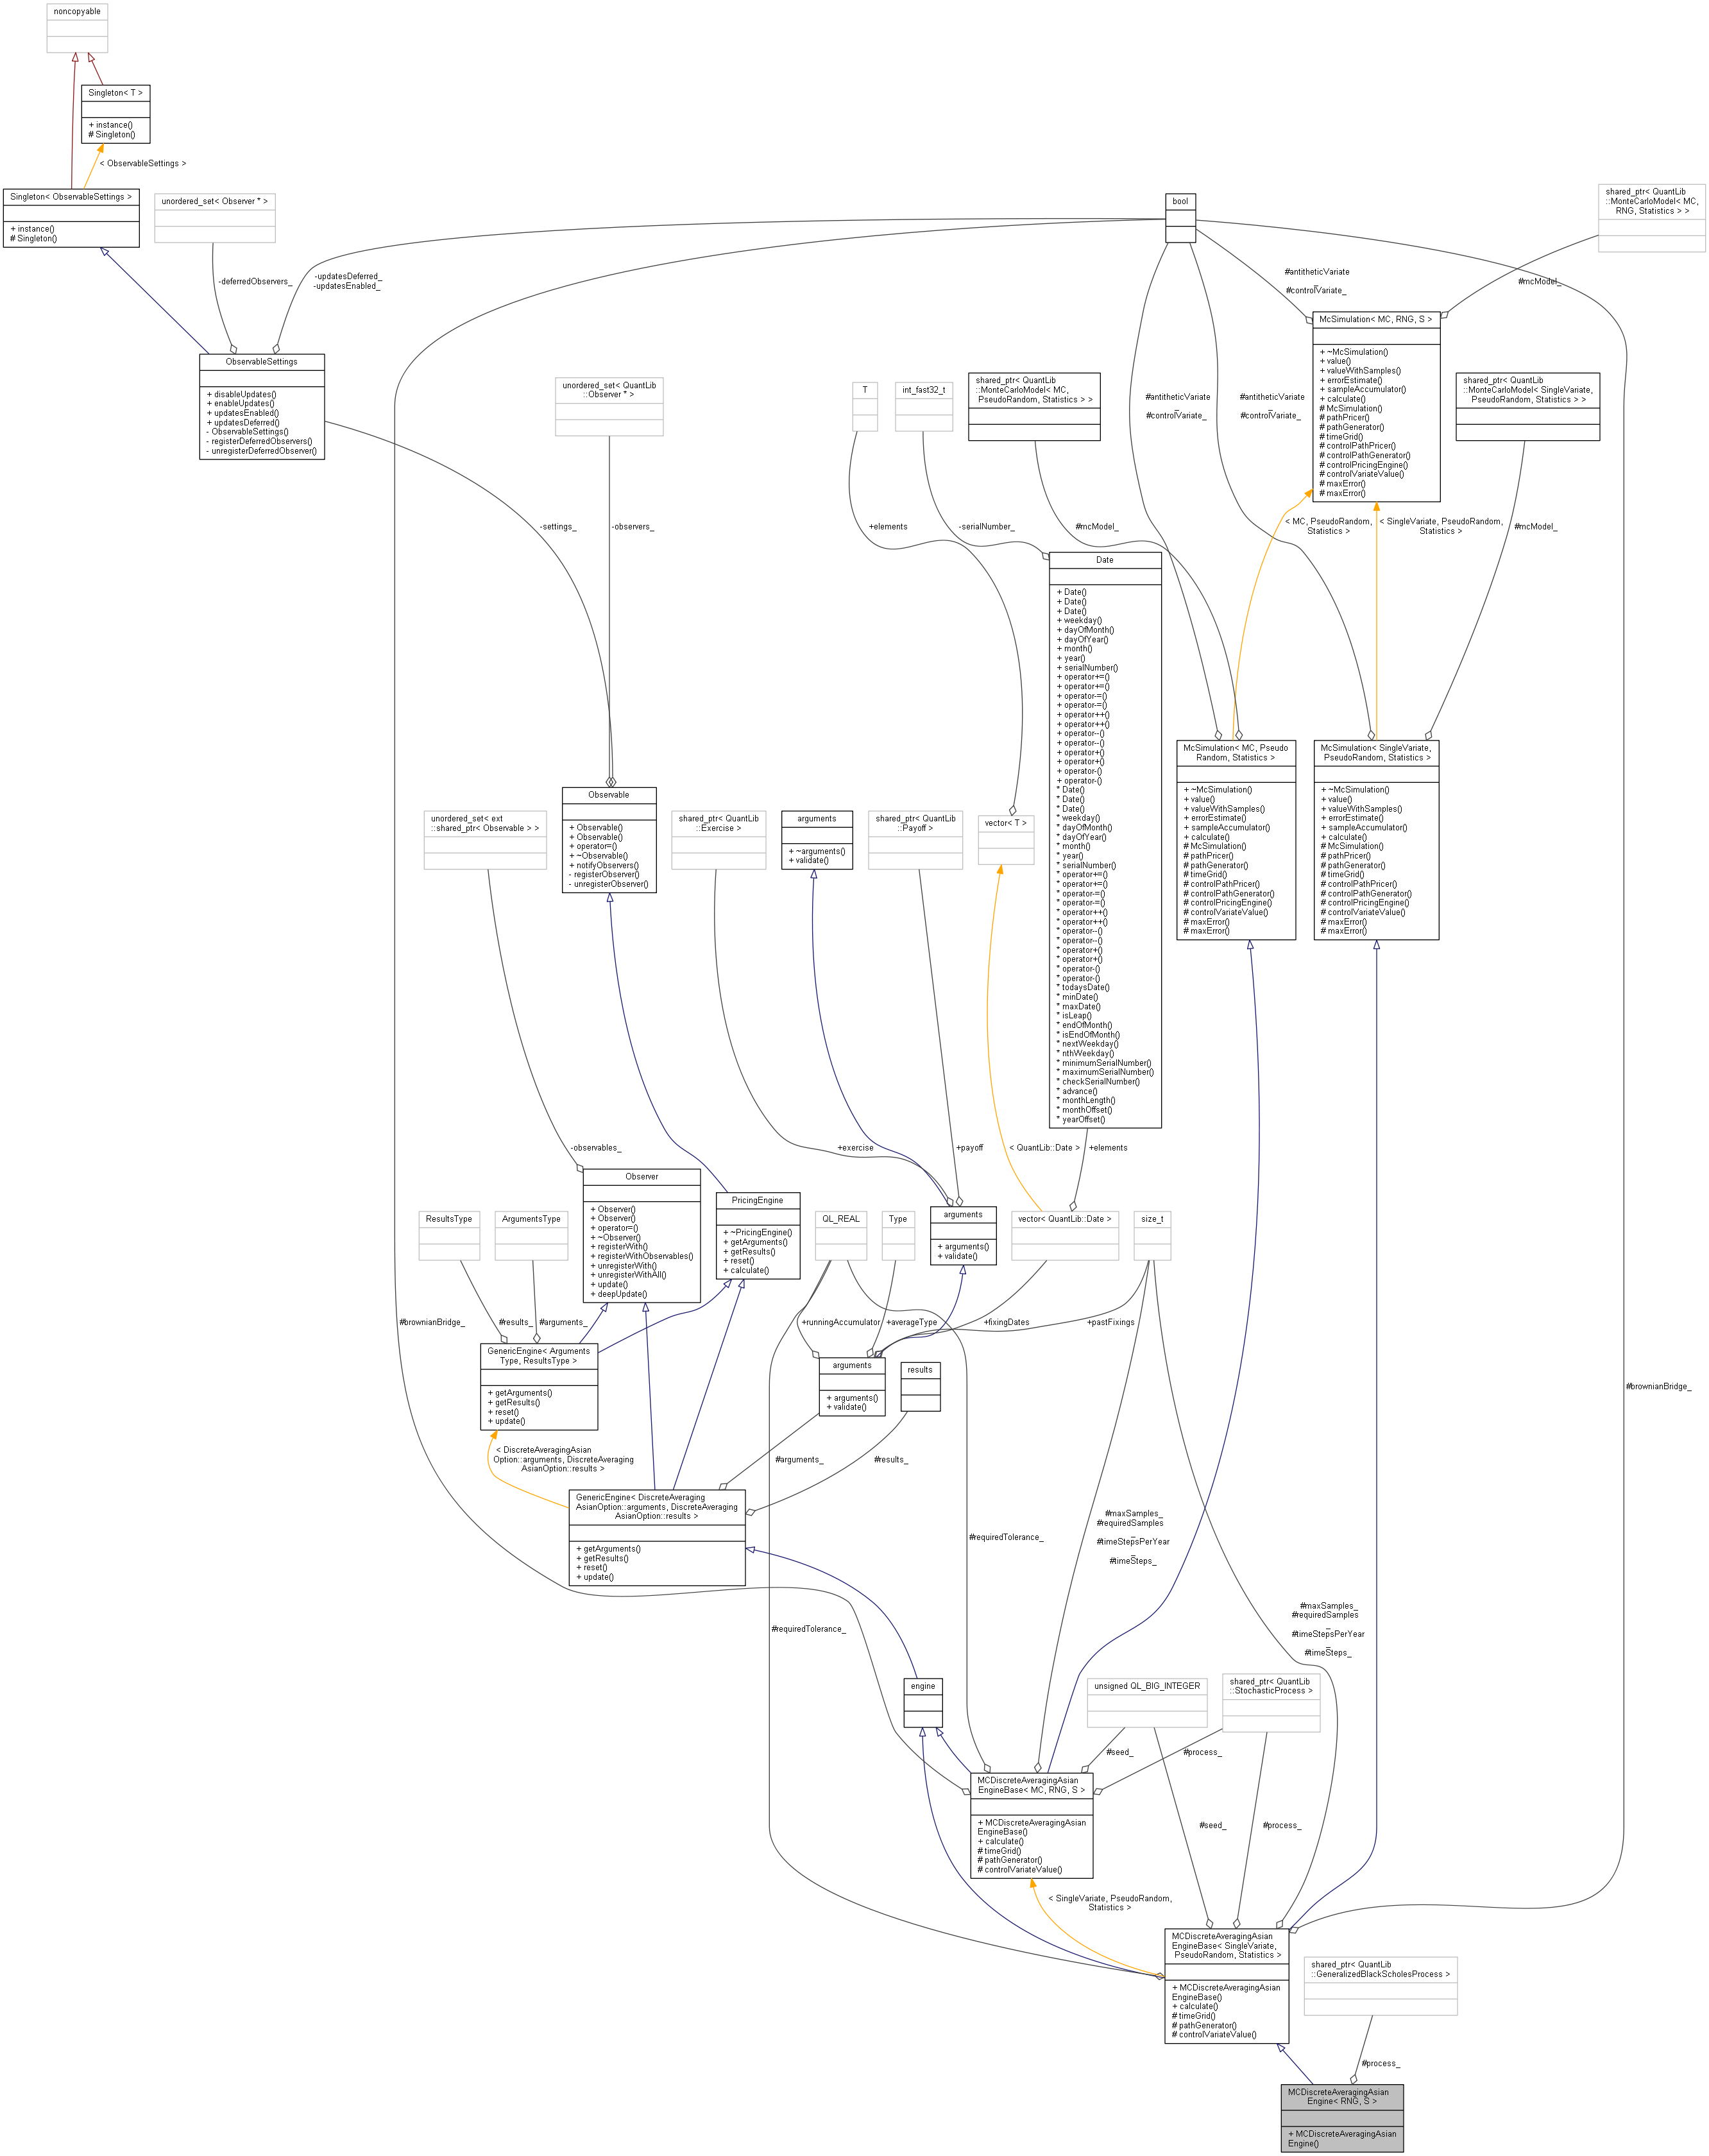 noncopyable
Singleton< T >
+ instance()
# Singleton()
< ObservableSettings >
Singleton< ObservableSettings >
+ instance()
# Singleton()
unordered_set< Observer * >
bool
shared_ptr< QuantLib
::MonteCarloModel< MC,
RNG, Statistics > >
-deferredObservers_
-updatesDeferred_
-updatesEnabled_
#antitheticVariate
_
#controlVariate_
#mcModel_
ObservableSettings
+ disableUpdates()
+ enableUpdates()
+ updatesEnabled()
+ updatesDeferred()
- ObservableSettings()
- registerDeferredObservers()
- unregisterDeferredObserver()
McSimulation< MC, RNG, S >
+ ~McSimulation()
+ value()
+ valueWithSamples()
+ errorEstimate()
+ sampleAccumulator()
+ calculate()
# McSimulation()
# pathPricer()
# pathGenerator()
# timeGrid()
# controlPathPricer()
# controlPathGenerator()
# controlPricingEngine()
# controlVariateValue()
# maxError()
# maxError()
unordered_set< QuantLib
::Observer * >
T
int_fast32_t
shared_ptr< QuantLib
::MonteCarloModel< MC,
PseudoRandom, Statistics > >
#antitheticVariate
_
#controlVariate_
#antitheticVariate
_
#controlVariate_
shared_ptr< QuantLib
::MonteCarloModel< SingleVariate,
PseudoRandom, Statistics > >
-settings_
-observers_
+elements
-serialNumber_
#mcModel_
< MC, PseudoRandom,
Statistics >
< SingleVariate, PseudoRandom,
Statistics >
#mcModel_
Date
+ Date()
+ Date()
+ Date()
+ weekday()
+ dayOfMonth()
+ dayOfYear()
+ month()
+ year()
+ serialNumber()
+ operator+=()
+ operator+=()
+ operator-=()
+ operator-=()
+ operator++()
+ operator++()
+ operator--()
+ operator--()
+ operator+()
+ operator+()
+ operator-()
+ operator-()
* Date()
* Date()
* Date()
* weekday()
* dayOfMonth()
* dayOfYear()
* month()
* year()
* serialNumber()
* operator+=()
* operator+=()
* operator-=()
* operator-=()
* operator++()
* operator++()
* operator--()
* operator--()
* operator+()
* operator+()
* operator-()
* operator-()
* todaysDate()
* minDate()
* maxDate()
* isLeap()
* endOfMonth()
* isEndOfMonth()
* nextWeekday()
* nthWeekday()
* minimumSerialNumber()
* maximumSerialNumber()
* checkSerialNumber()
* advance()
* monthLength()
* monthOffset()
* yearOffset()
McSimulation< MC, Pseudo
Random, Statistics >
+ ~McSimulation()
+ value()
+ valueWithSamples()
+ errorEstimate()
+ sampleAccumulator()
+ calculate()
# McSimulation()
# pathPricer()
# pathGenerator()
# timeGrid()
# controlPathPricer()
# controlPathGenerator()
# controlPricingEngine()
# controlVariateValue()
# maxError()
# maxError()
McSimulation< SingleVariate,
PseudoRandom, Statistics >
+ ~McSimulation()
+ value()
+ valueWithSamples()
+ errorEstimate()
+ sampleAccumulator()
+ calculate()
# McSimulation()
# pathPricer()
# pathGenerator()
# timeGrid()
# controlPathPricer()
# controlPathGenerator()
# controlPricingEngine()
# controlVariateValue()
# maxError()
# maxError()
Observable
+ Observable()
+ Observable()
+ operator=()
+ ~Observable()
+ notifyObservers()
- registerObserver()
- unregisterObserver()
unordered_set< ext
::shared_ptr< Observable > >
shared_ptr< QuantLib
::Exercise >
arguments
+ ~arguments()
+ validate()
shared_ptr< QuantLib
::Payoff >
vector< T >
-observables_
+exercise
+payoff
< QuantLib::Date >
+elements
Observer
+ Observer()
+ Observer()
+ operator=()
+ ~Observer()
+ registerWith()
+ registerWithObservables()
+ unregisterWith()
+ unregisterWithAll()
+ update()
+ deepUpdate()
PricingEngine
+ ~PricingEngine()
+ getArguments()
+ getResults()
+ reset()
+ calculate()
ResultsType
ArgumentsType
QL_REAL
Type
arguments
+ arguments()
+ validate()
vector< QuantLib::Date >
size_t
#brownianBridge_
#results_
#arguments_
+runningAccumulator
+averageType
+fixingDates
+pastFixings
GenericEngine< Arguments
Type, ResultsType >
+ getArguments()
+ getResults()
+ reset()
+ update()
arguments
+ arguments()
+ validate()
results
#brownianBridge_
< DiscreteAveragingAsian
Option::arguments, DiscreteAveraging
AsianOption::results >
#arguments_
#results_
GenericEngine< DiscreteAveraging
AsianOption::arguments, DiscreteAveraging
AsianOption::results >
+ getArguments()
+ getResults()
+ reset()
+ update()
#requiredTolerance_
#maxSamples_
#requiredSamples
_
#timeStepsPerYear
_
#timeSteps_
#requiredTolerance_
#maxSamples_
#requiredSamples
_
#timeStepsPerYear
_
#timeSteps_
engine
unsigned QL_BIG_INTEGER
shared_ptr< QuantLib
::StochasticProcess >
#seed_
#process_
MCDiscreteAveragingAsian
EngineBase< MC, RNG, S >
+ MCDiscreteAveragingAsian
EngineBase()
+ calculate()
# timeGrid()
# pathGenerator()
# controlVariateValue()
#seed_
#process_
< SingleVariate, PseudoRandom,
Statistics >
MCDiscreteAveragingAsian
EngineBase< SingleVariate,
PseudoRandom, Statistics >
+ MCDiscreteAveragingAsian
EngineBase()
+ calculate()
# timeGrid()
# pathGenerator()
# controlVariateValue()
shared_ptr< QuantLib
::GeneralizedBlackScholesProcess >
#process_
MCDiscreteAveragingAsian
Engine< RNG, S >
+ MCDiscreteAveragingAsian
Engine()